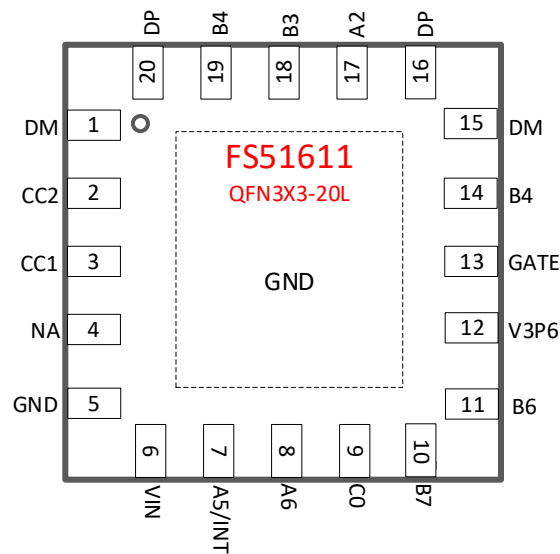 DP B4 B3 A2 DP
20 19 18 17 16
DM 1 15 DM
FS51611
QFN3X3-20L
CC2 2 14 B4
CC1 3 13 GATE
GND
NA 4 12 V3P6
GND 5 11 B6
6 7 8 9 10
VIN A5/INT A6 C0 B7